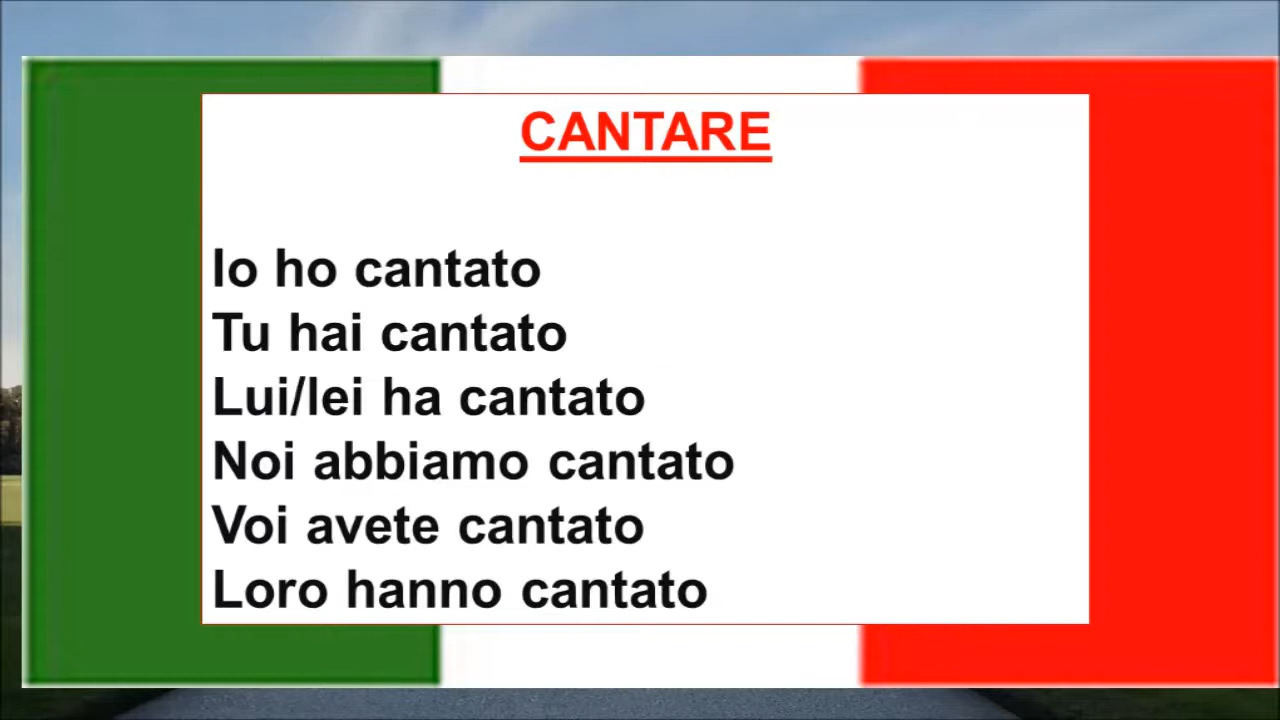 CANTARE
Io ho cantato
Tu hai cantato
Lui/lei ha cantato
Noi abbiamo cantato
Voi avete cantato
Loro hanno cantato